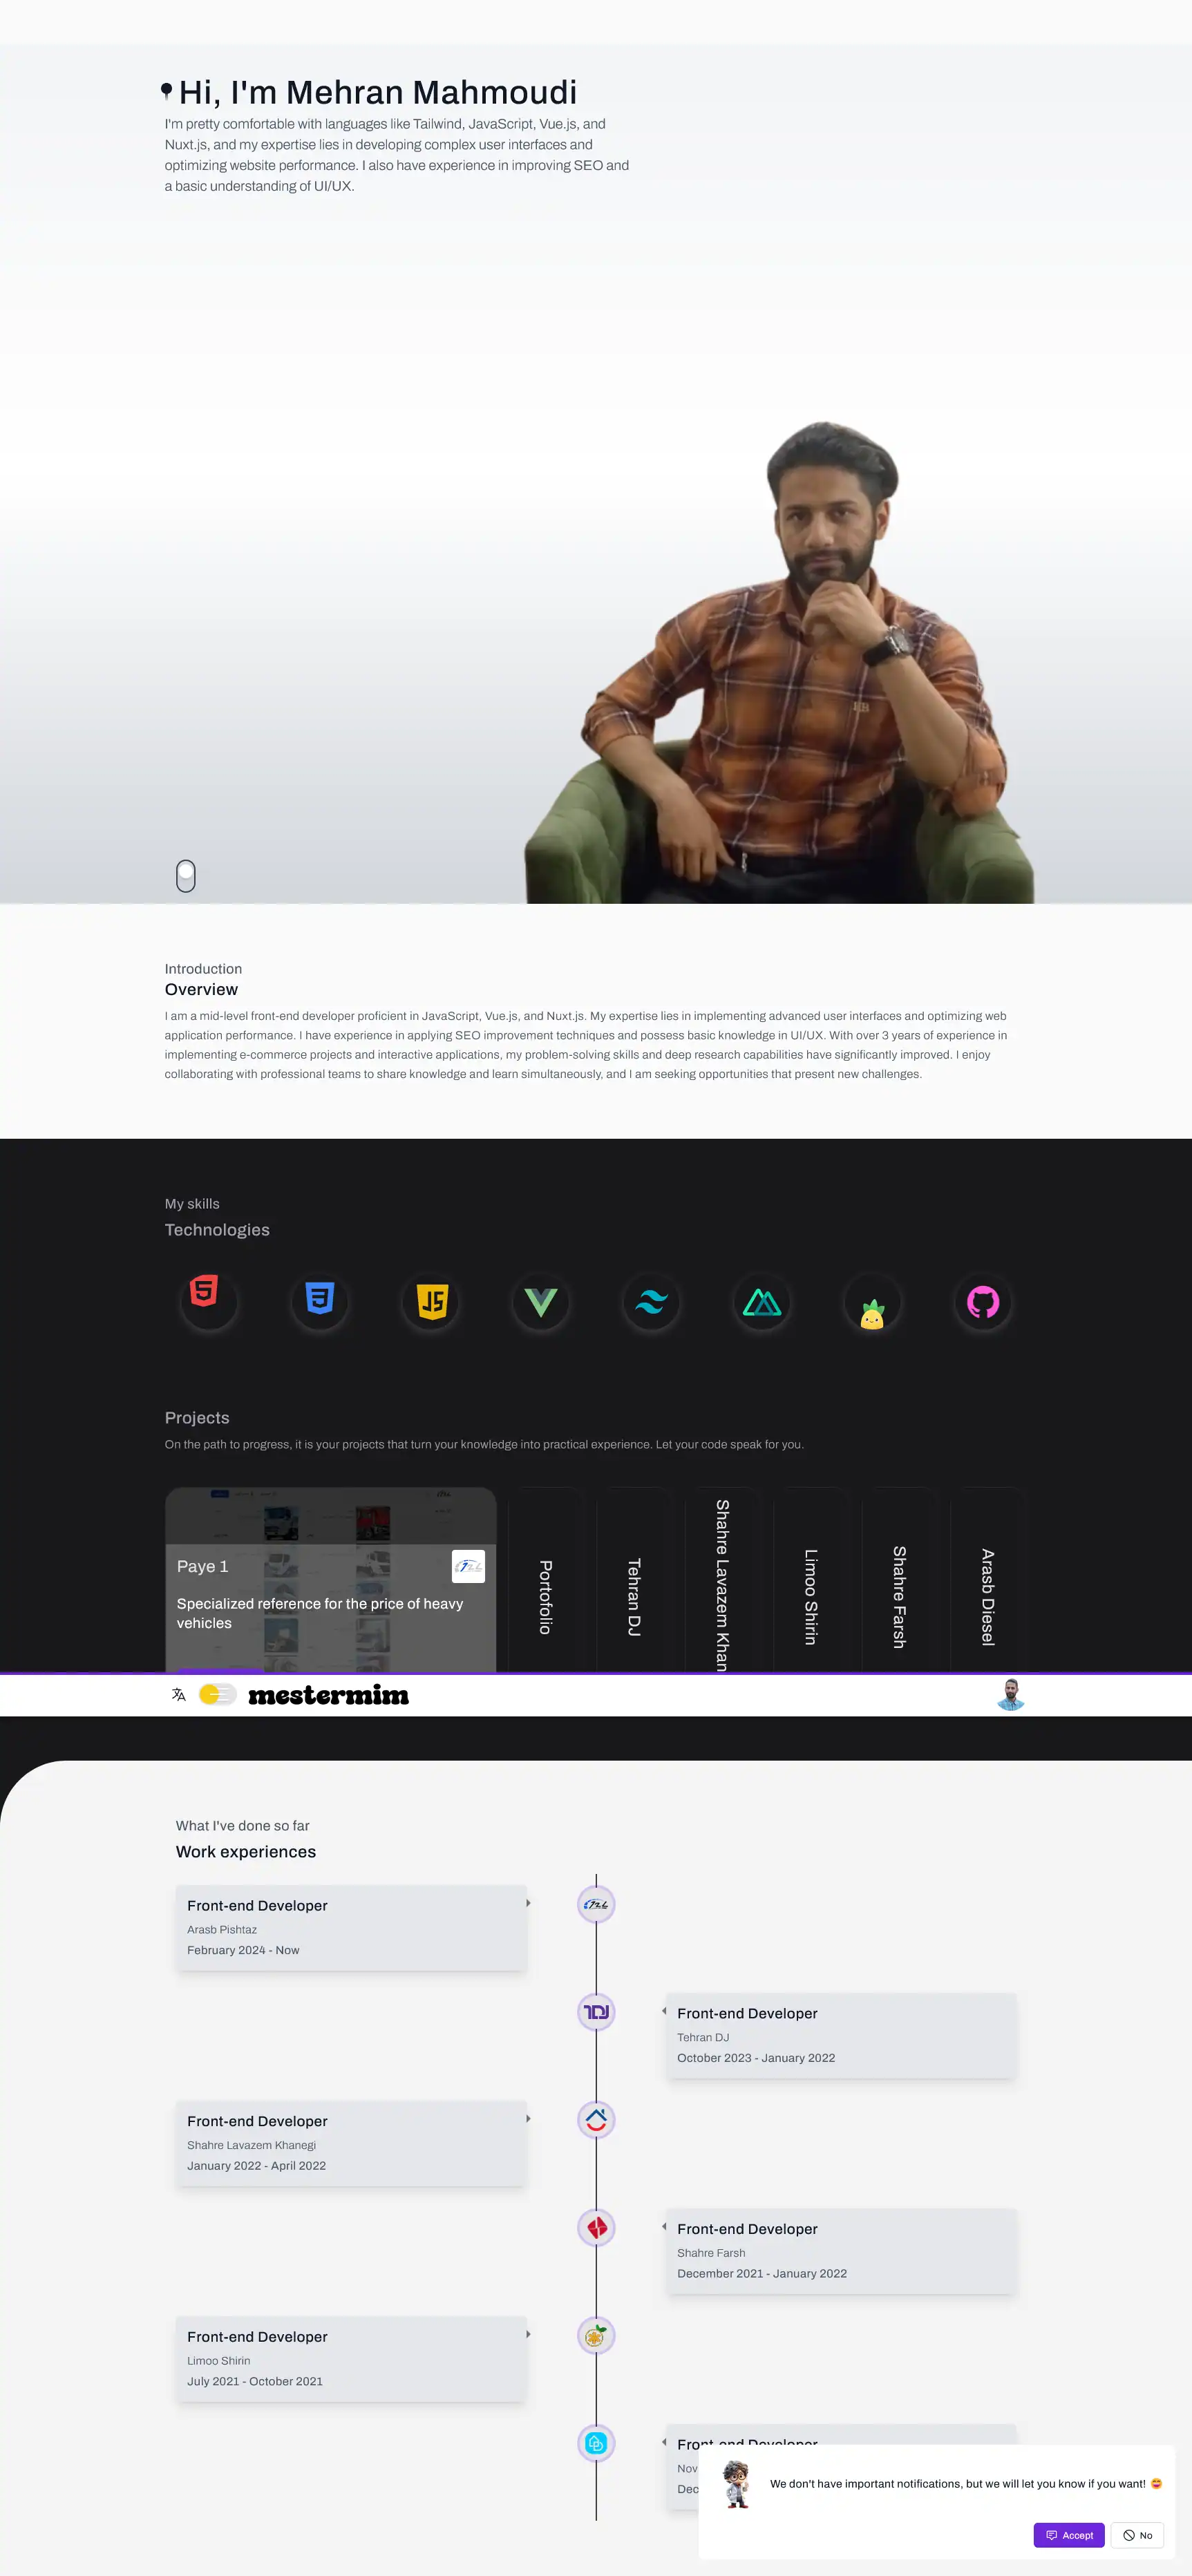 Hi, I'm Mehran Mahmoudi
I'm pretty comfortable with languages like Tailwind, JavaScript, Vue.js, and
Nuxt.js, and my expertise lies in developing complex user interfaces and
optimizing website performance. I also have experience in improving SEO and
a basic understanding of UI/UX.
Introduction
Overview
I am a mid-level front-end developer proficient in JavaScript, Vue.js, and Nuxt.js. My expertise lies in implementing advanced user interfaces and optimizing web
application performance. I have experience in applying SEO improvement techniques and possess basic knowledge in UI/UX. With over 3 years of experience in
implementing e-commerce projects and interactive applications, my problem-solving skills and deep research capabilities have significantly improved. I enjoy
collaborating with professional teams to share knowledge and learn simultaneously, and I am seeking opportunities that present new challenges.
My skills
Technologies
5
3
JS
Projects
On the path to progress, it is your projects that turn your knowledge into practical experience. Let your code speak for you.
Paye 1
Specialized reference for the price of heavy
vehicles
Portofolio
Tehran DJ
Shahre Lavazem Khan
Limoo Shirin
Shahre Farsh
Arasb Diesel
mestermim
What I've done so far
Work experiences
Front-end Developer
Arasb Pishtaz
February 2024 - Now
TDJ
Front-end Developer
Tehran DJ
October 2023 - January 2022
Front-end Developer
Shahre Lavazem Khanegi
January 2022 - April 2022
Front-end Developer
Shahre Farsh
December 2021 - January 2022
Front-end Developer
Limoo Shirin
July 2021 - October 2021
Front-end Developer
Nov
Dec
We don't have important notifications, but we will let you know if you want! 😄
Accept
No